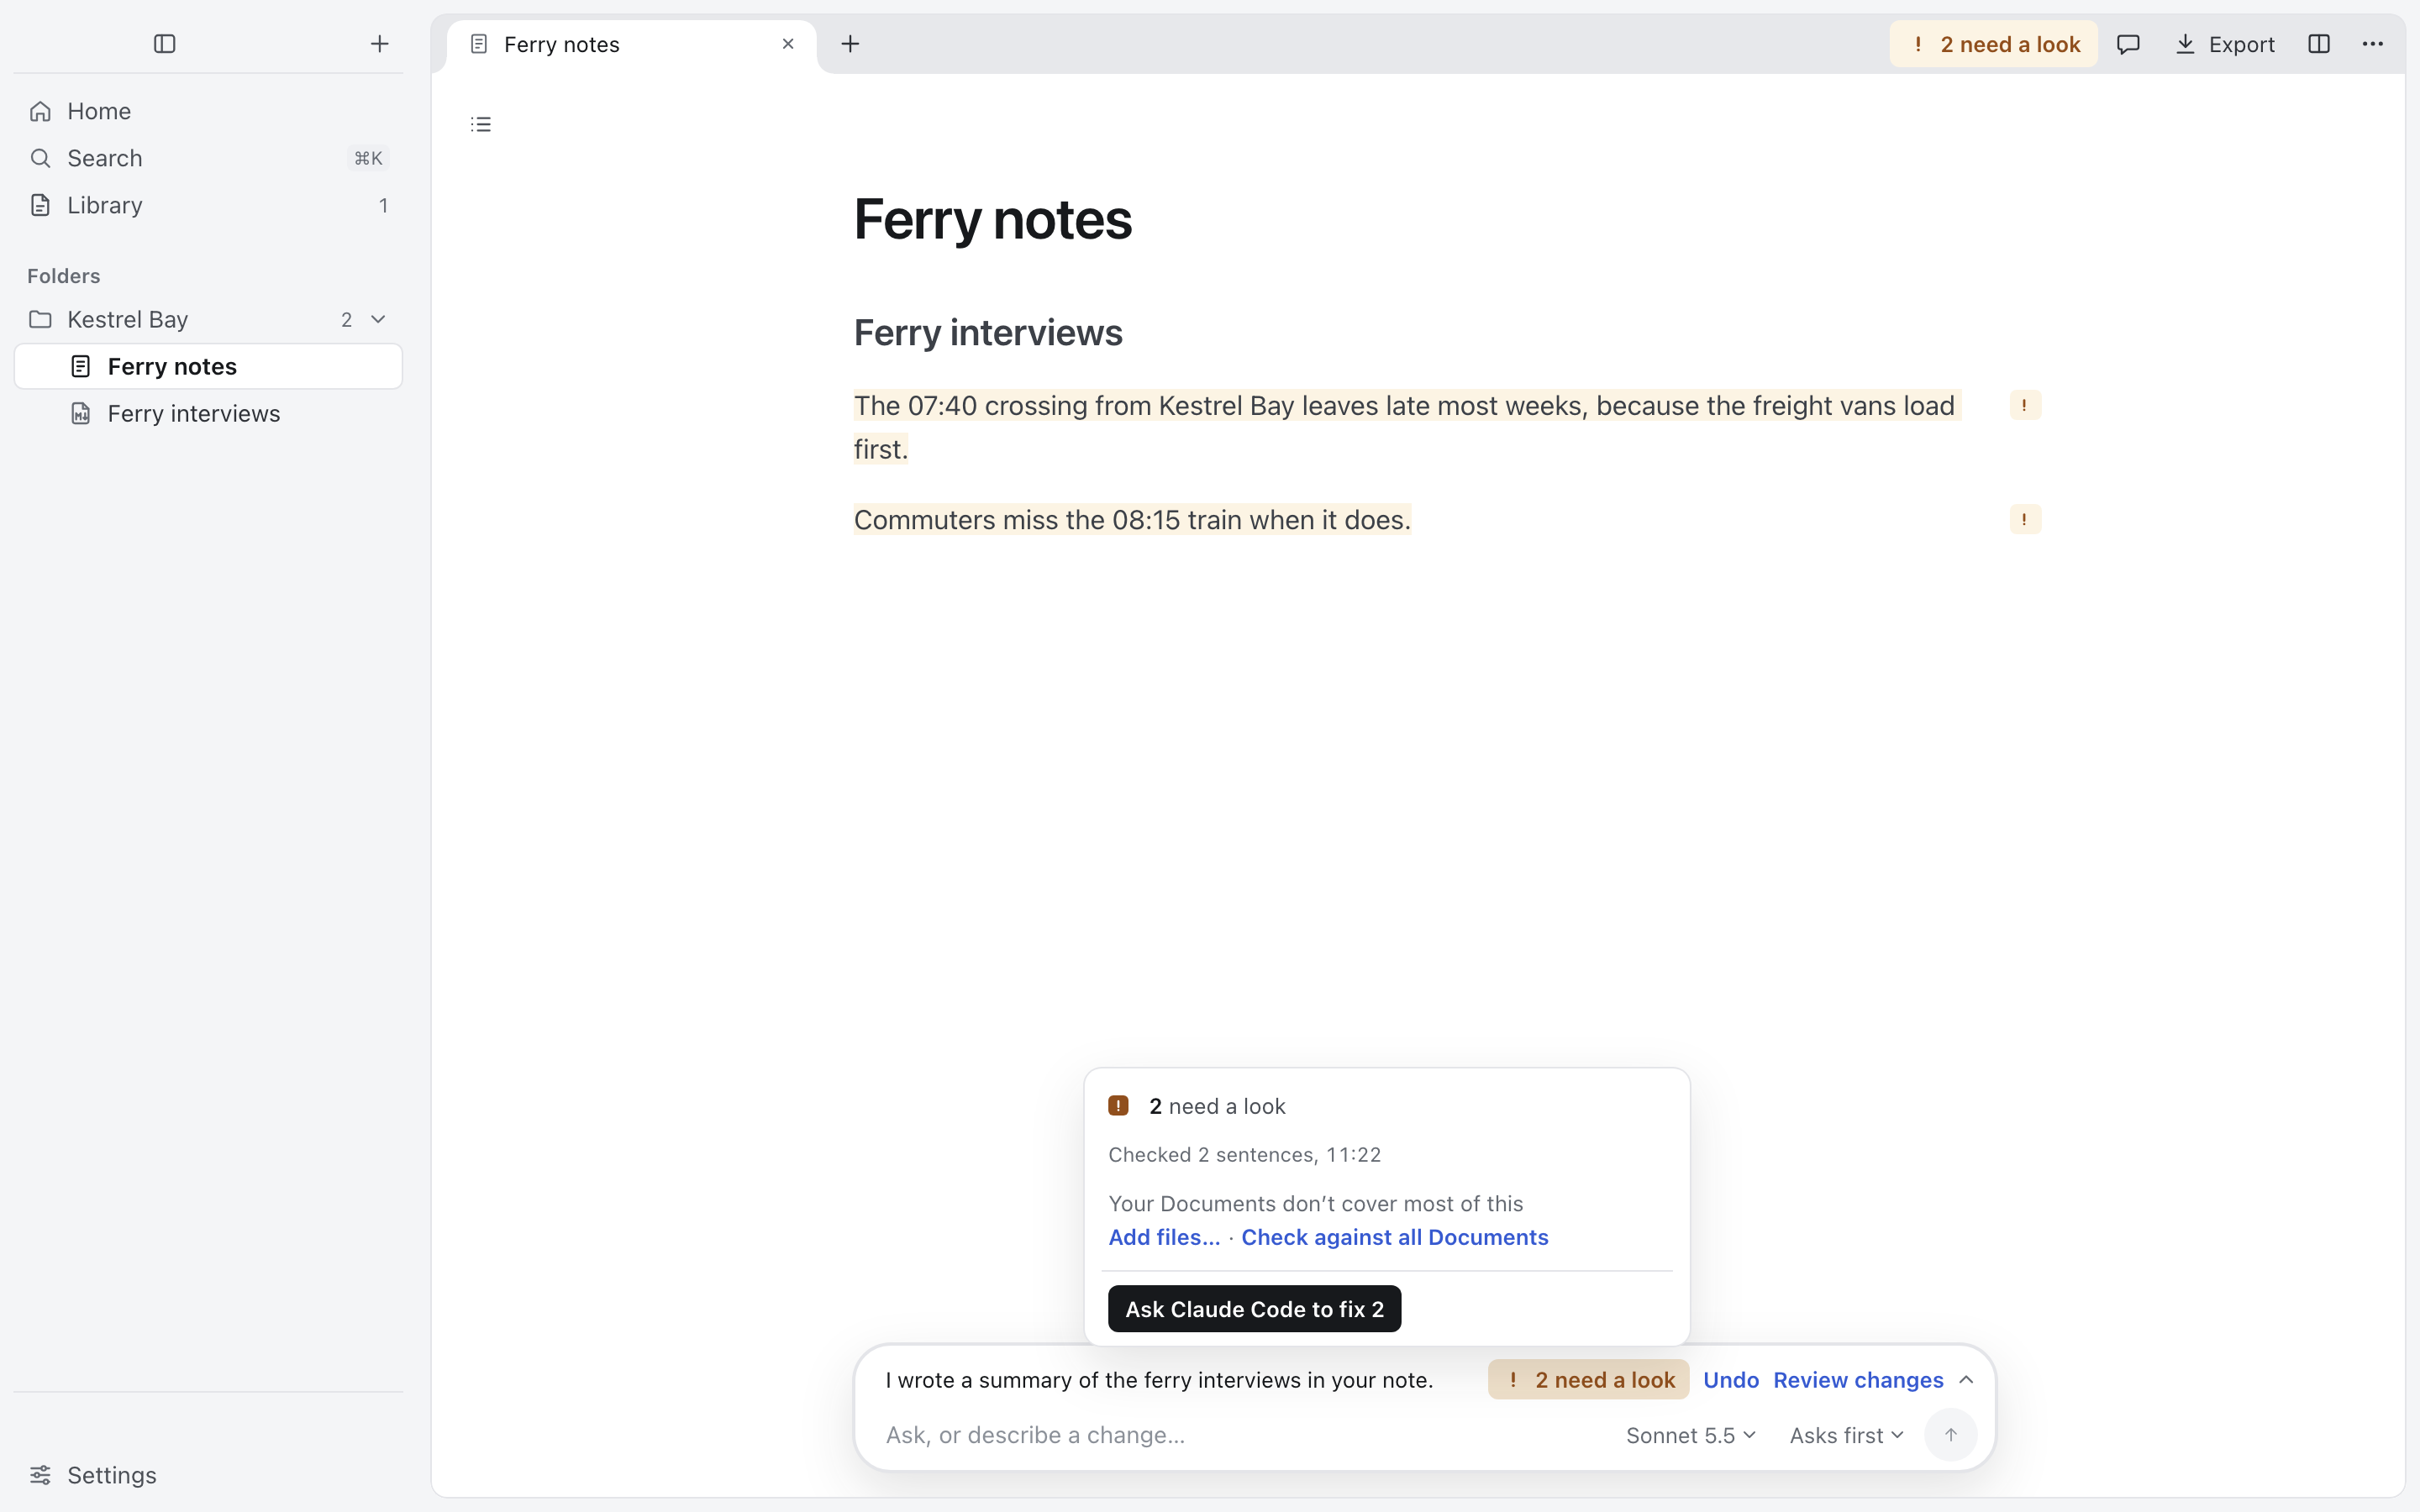 Home
Search ⌘K
Library 1
Folders
Kestrel Bay 2
Ferry notes
Ferry interviews
Settings
Ferry notes
! 2 need a look
Export
Ferry notes
Ferry interviews
The 07:40 crossing from Kestrel Bay leaves late most weeks, because the freight vans load !
first.
Commuters miss the 08:15 train when it does. !
! 2 need a look
Checked 2 sentences, 11:22
Your Documents don’t cover most of this
Add files... · Check against all Documents
Ask Claude Code to fix 2
I wrote a summary of the ferry interviews in your note. ! 2 need a look Undo Review changes
Ask, or describe a change... Sonnet 5.5 Asks first